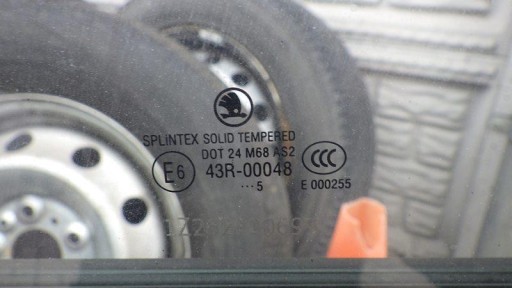 SPLINTEX SOLID TEMPERED
DOT 24 M68 AS2
E6 43R-00048 CCC
···5 E 000255